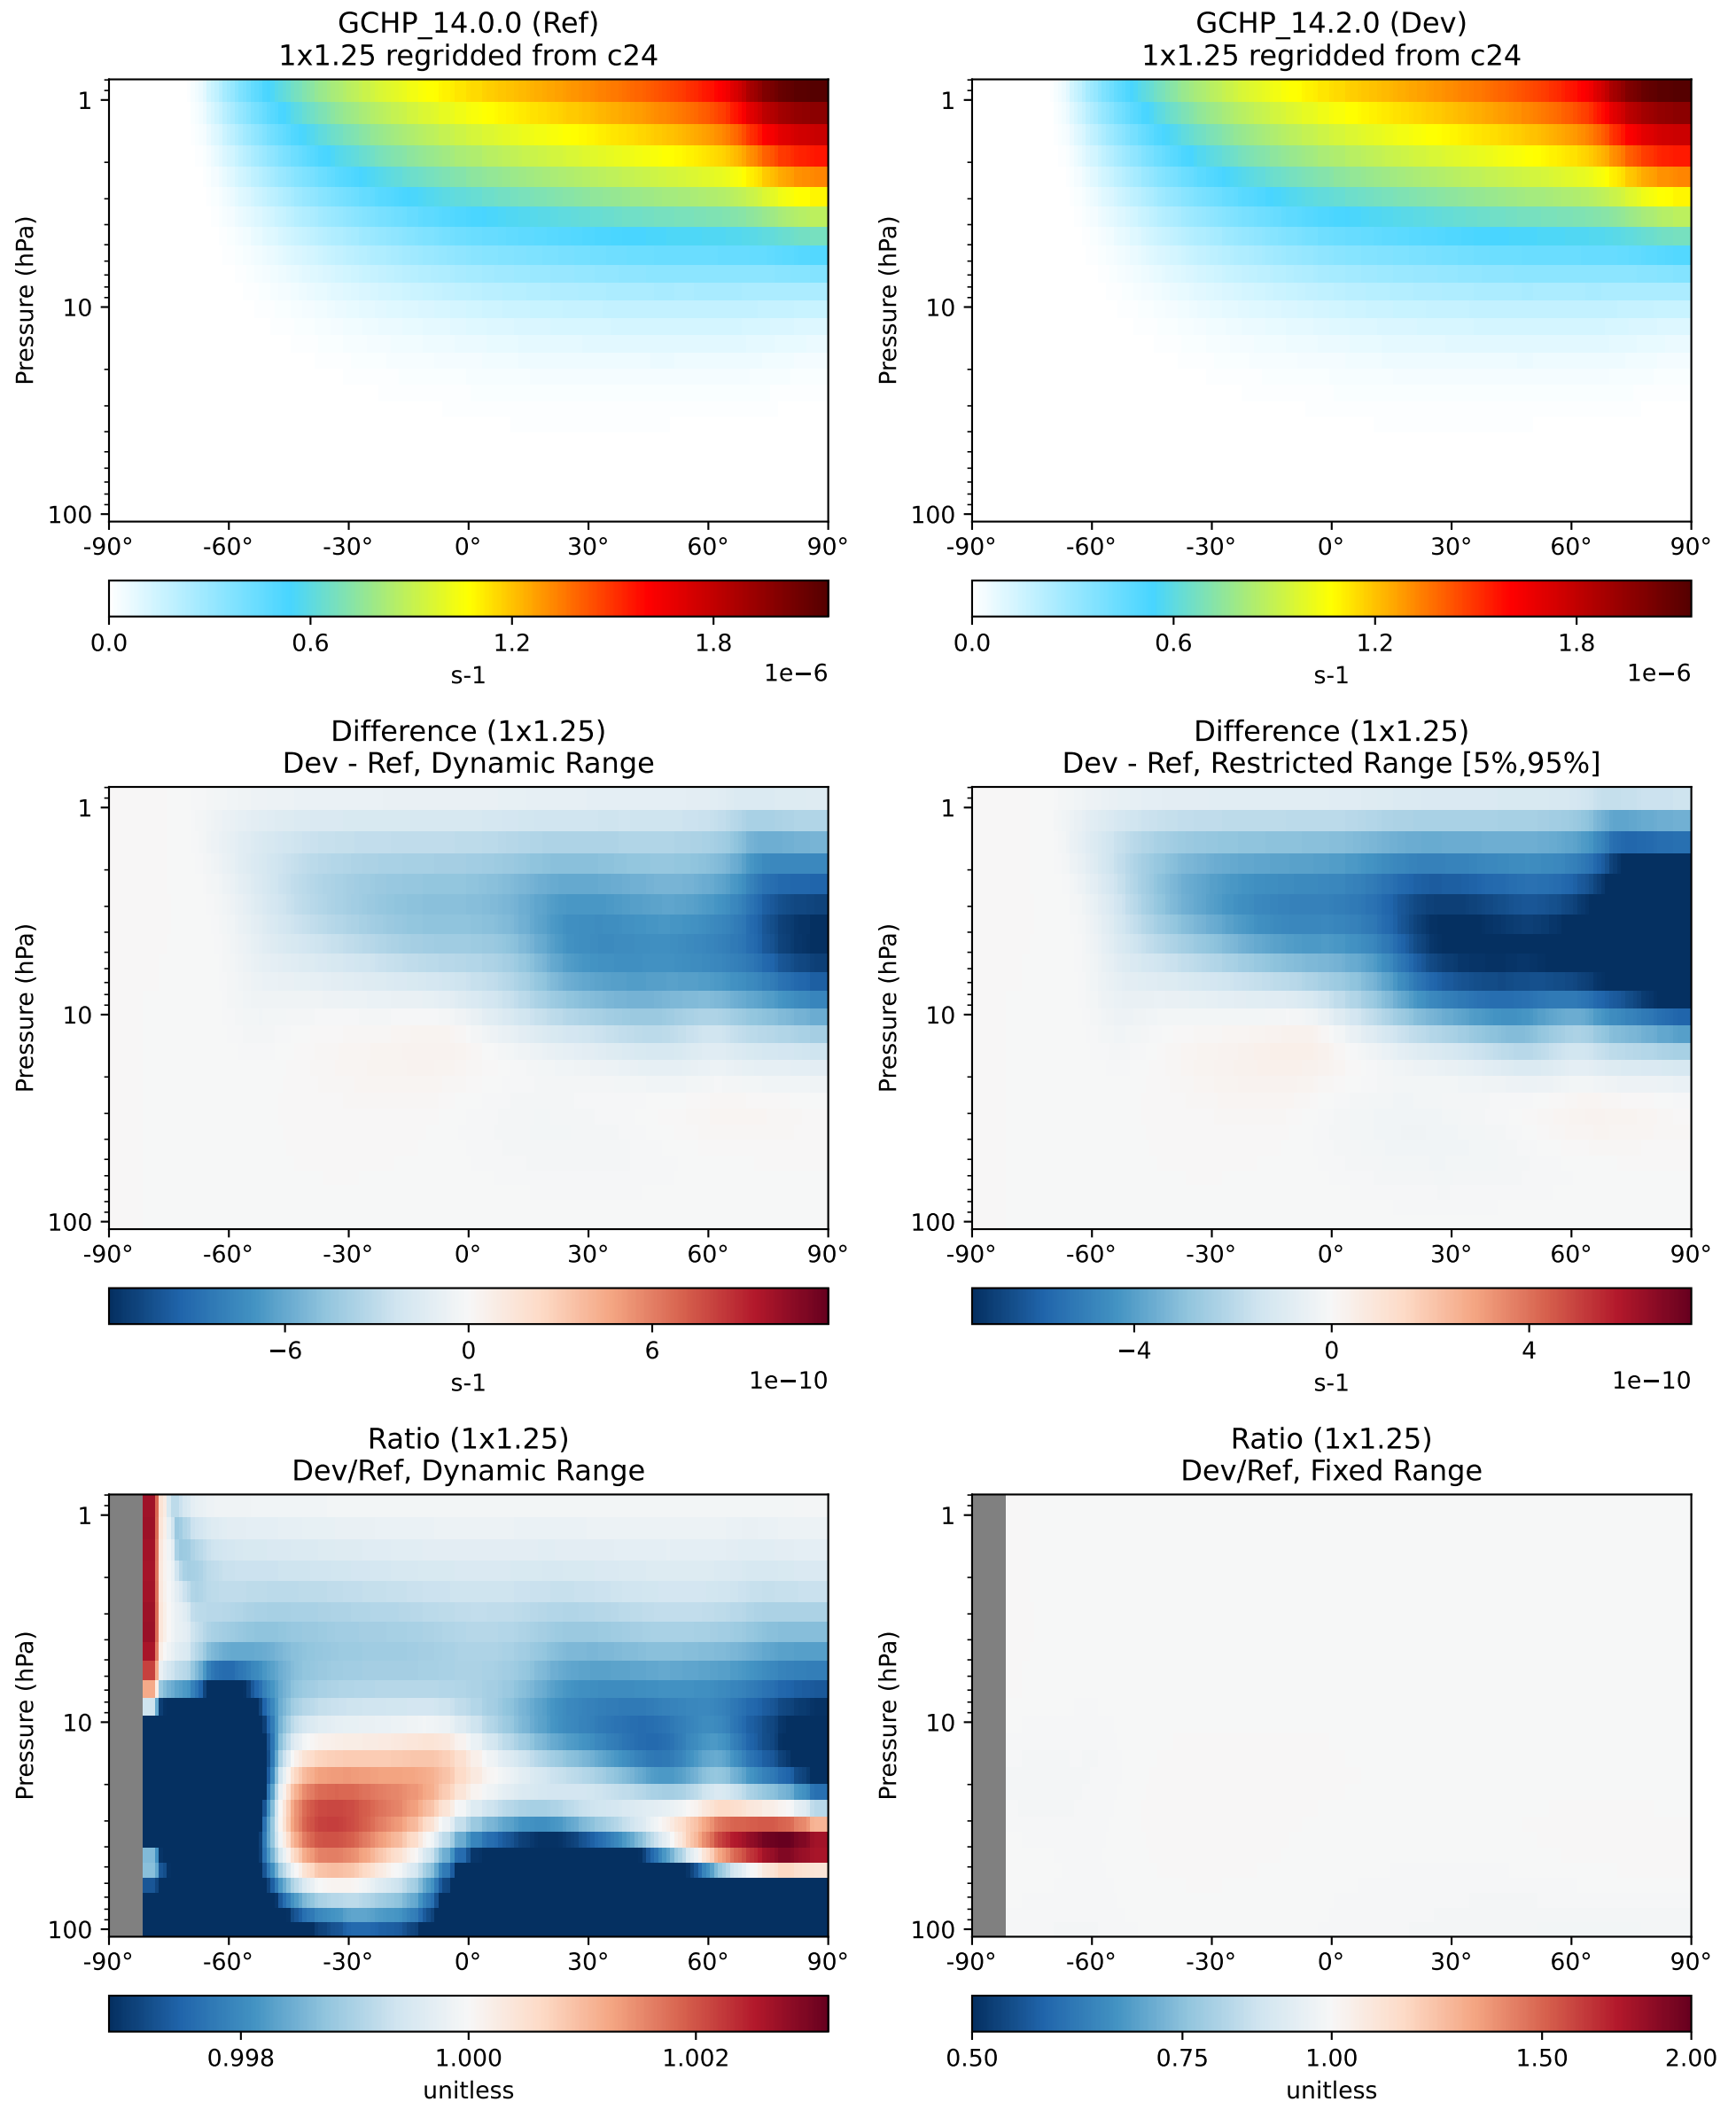 GCHP_14.0.0 (Ref)
1x1.25 regridded from c24
1
10
100
Pressure (hPa)
-90° -60° -30° 0° 30° 60° 90°
0.0 0.6 1.2 1.8
s-1
1e−6
GCHP_14.2.0 (Dev)
1x1.25 regridded from c24
1
10
100
Pressure (hPa)
-90° -60° -30° 0° 30° 60° 90°
0.0 0.6 1.2 1.8
s-1
1e−6
Difference (1x1.25)
Dev - Ref, Dynamic Range
1
10
100
Pressure (hPa)
-90° -60° -30° 0° 30° 60° 90°
−6 0 6
s-1
1e−10
Difference (1x1.25)
Dev - Ref, Restricted Range [5%,95%]
1
10
100
Pressure (hPa)
-90° -60° -30° 0° 30° 60° 90°
−4 0 4
s-1
1e−10
Ratio (1x1.25)
Dev/Ref, Dynamic Range
1
10
100
Pressure (hPa)
-90° -60° -30° 0° 30° 60° 90°
0.998 1.000 1.002
unitless
Ratio (1x1.25)
Dev/Ref, Fixed Range
1
10
100
Pressure (hPa)
-90° -60° -30° 0° 30° 60° 90°
0.50 0.75 1.00 1.50 2.00
unitless